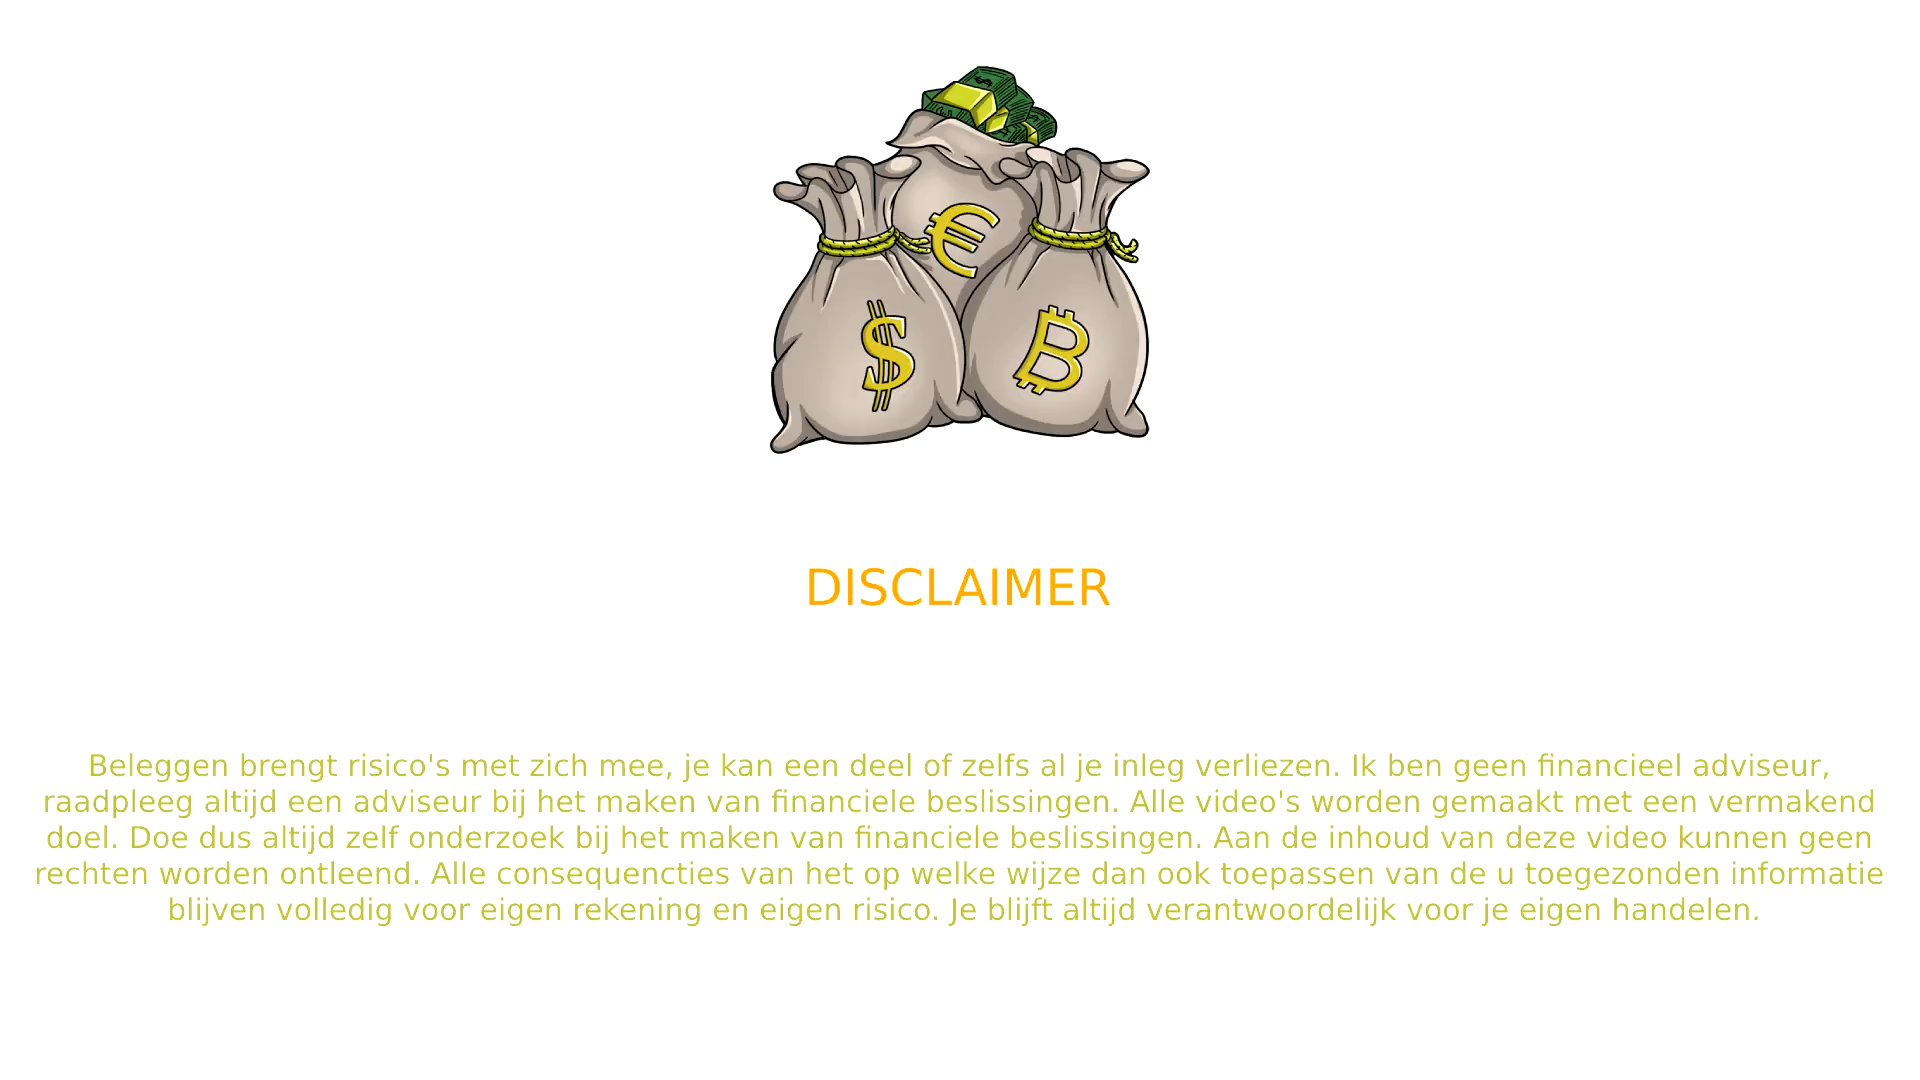 €
$ ₿
DISCLAIMER
Beleggen brengt risico's met zich mee, je kan een deel of zelfs al je inleg verliezen. Ik ben geen financieel adviseur,
raadpleeg altijd een adviseur bij het maken van financiele beslissingen. Alle video's worden gemaakt met een vermakend
doel. Doe dus altijd zelf onderzoek bij het maken van financiele beslissingen. Aan de inhoud van deze video kunnen geen
rechten worden ontleend. Alle consequencties van het op welke wijze dan ook toepassen van de u toegezonden informatie
blijven volledig voor eigen rekening en eigen risico. Je blijft altijd verantwoordelijk voor je eigen handelen.